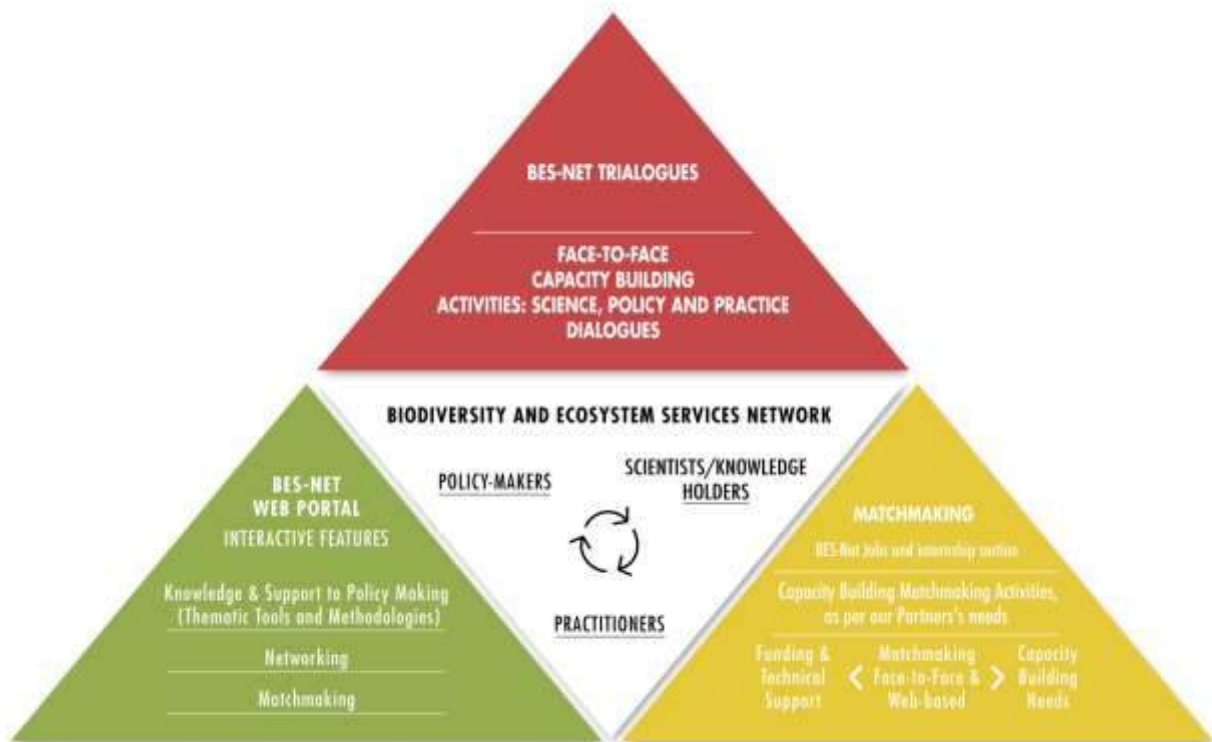 BES-NET TRIALOGUES
FACE-TO-FACE
CAPACITY BUILDING
ACTIVITIES: SCIENCE, POLICY AND PRACTICE
DIALOGUES
BIODIVERSITY AND ECOSYSTEM SERVICES NETWORK
POLICY-MAKERS
SCIENTISTS/KNOWLEDGE
HOLDERS
PRACTITIONERS
BES-NET
WEB PORTAL
INTERACTIVE FEATURES
Knowledge & Support to Policy Making
(Thematic Tools and Methodologies)
Networking
Matchmaking
MATCHMAKING
BES-Net Jobs and internship section
Capacity Building Matchmaking Activities,
as per our Partners's needs
Funding &
Technical
Support
< Matchmaking
Face-to-Face &
Web-based >
Capacity
Building
Needs